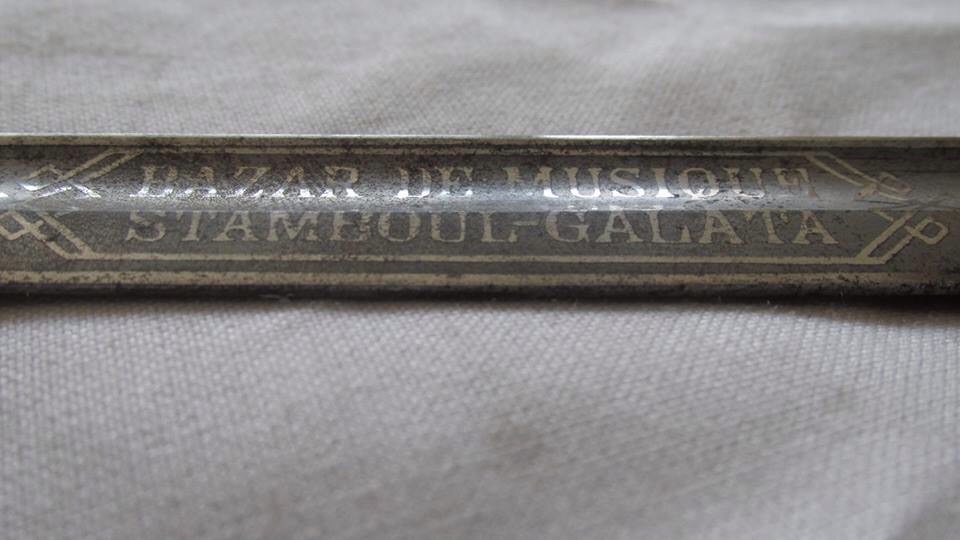 BAZAR DE MUSIQUE
STAMBOUL-GALATA